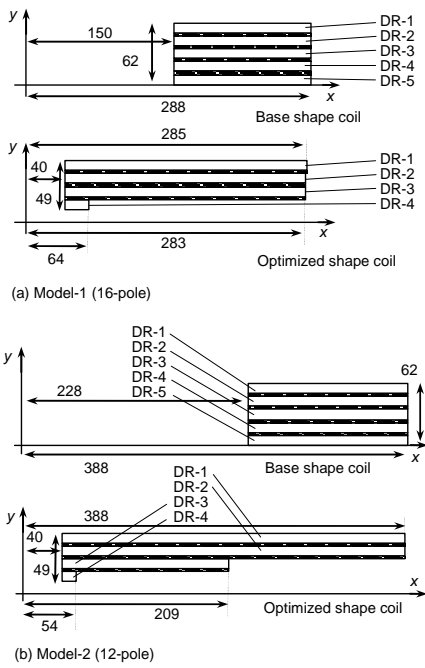 y
150
62
DR-1
DR-2
DR-3
DR-4
DR-5
x
288
Base shape coil
285
y
40
49
DR-1
DR-2
DR-3
DR-4
x
283
64
Optimized shape coil
(a) Model-1 (16-pole)
y
DR-1
DR-2
DR-3
DR-4
DR-5
62
228
x
388
Base shape coil
DR-1
DR-2
DR-3
DR-4
388
y
40
49
x
209
54
Optimized shape coil
(b) Model-2 (12-pole)